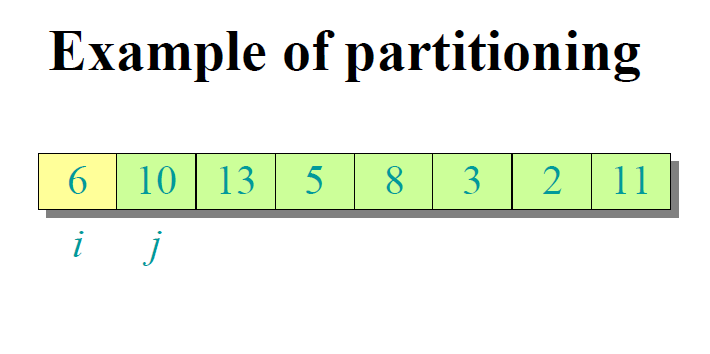 Example of partitioning
6 10 13 5 8 3 2 11
i j